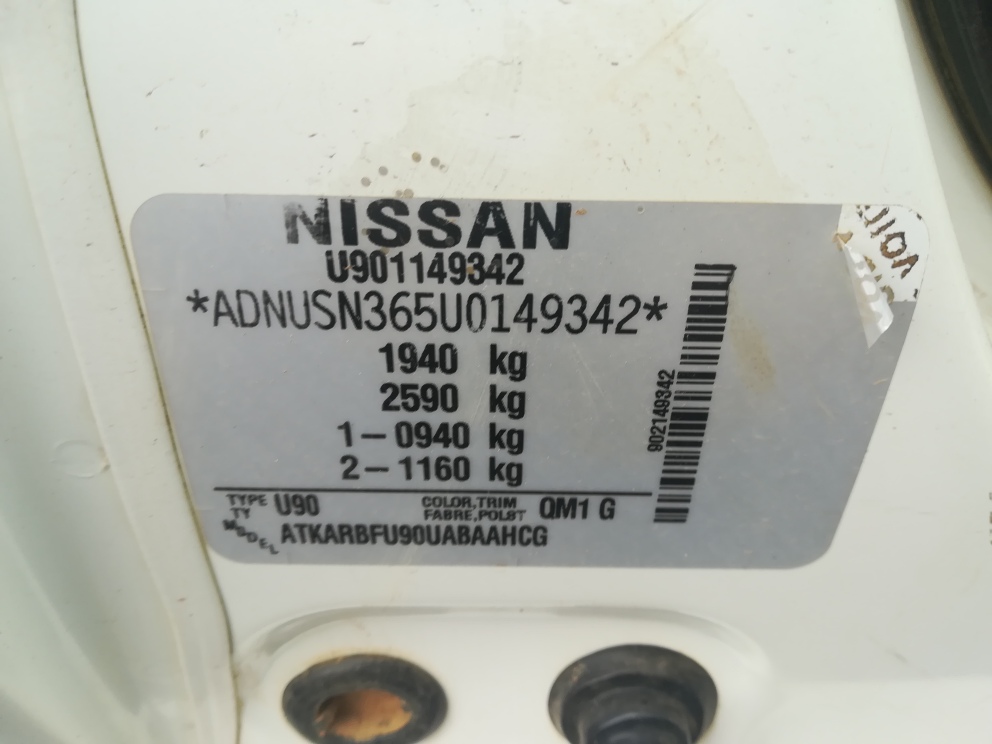 NISSAN
U901149342
*ADNUSN365U0149342*
1940 kg
2590 kg
1-0940 kg
2-1160 kg
902149342
TYPE U90 COLOR,TRIM QM1 G
TY FABRE,POLST
MODEL ATKARBFU90UABAAHCG
VOID